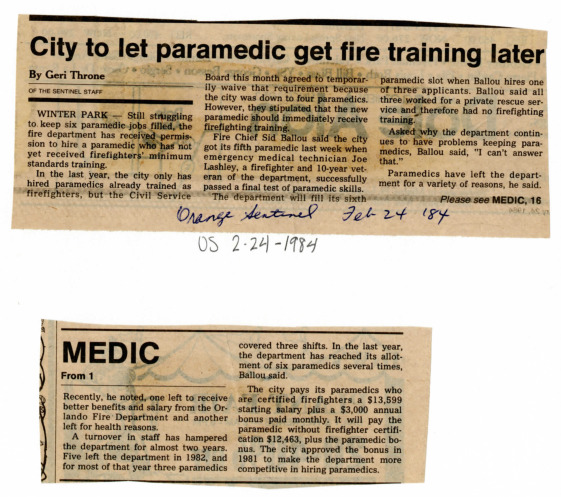 City to let paramedic get fire training later
By Geri Throne
OF THE SENTINEL STAFF
WINTER PARK — Still struggling
to keep six paramedic jobs filled, the
fire department has received permis-
sion to hire a paramedic who has not
yet received firefighters' minimum
standards training.
In the last year, the city only has
hired paramedics already trained as
firefighters, but the Civil Service
Board this month agreed to temporar-
ily waive that requirement because
the city was down to four paramedics.
However, they stipulated that the new
paramedic should immediately receive
firefighting training.
Fire Chief Sid Ballou said the city
got its fifth paramedic last week when
emergency medical technician Joe
Lashley, a firefighter and 10-year vet-
eran of the department, successfully
passed a final test of paramedic skills.
The department will fill its sixth
paramedic slot when Ballou hires one
of three applicants. Ballou said all
three worked for a private rescue ser-
vice and therefore had no firefighting
training.
Asked why the department contin-
ues to have problems keeping para-
medics, Ballou said, "I can't answer
that."
Paramedics have left the depart-
ment for a variety of reasons, he said.
Please see MEDIC, 16
Orange Sentinel Feb 24 '84
OS 2-24-1984
MEDIC
From 1
Recently, he noted, one left to receive
better benefits and salary from the Or-
lando Fire Department and another
left for health reasons.
A turnover in staff has hampered
the department for almost two years.
Five left the department in 1982, and
for most of that year three paramedics
covered three shifts. In the last year,
the department has reached its allot-
ment of six paramedics several times,
Ballou said.
The city pays its paramedics who
are certified firefighters a $13,599
starting salary plus a $3,000 annual
bonus paid monthly. It will pay the
paramedic without firefighter certifi-
cation $12,463, plus the paramedic bo-
nus. The city approved the bonus in
1981 to make the department more
competitive in hiring paramedics.